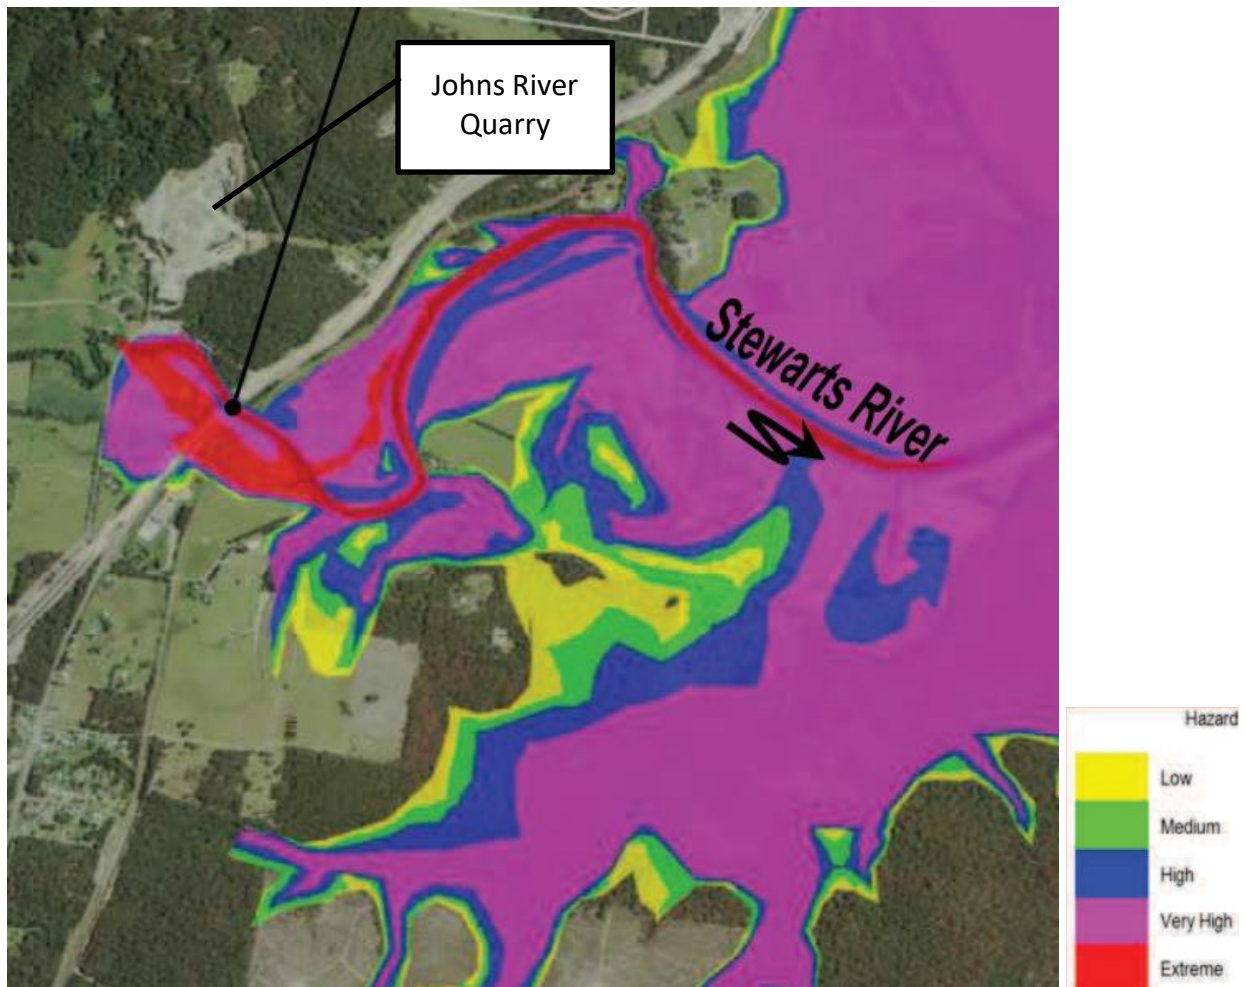 Johns River
Quarry
Stewarts River
Hazard
Low
Medium
High
Very High
Extreme